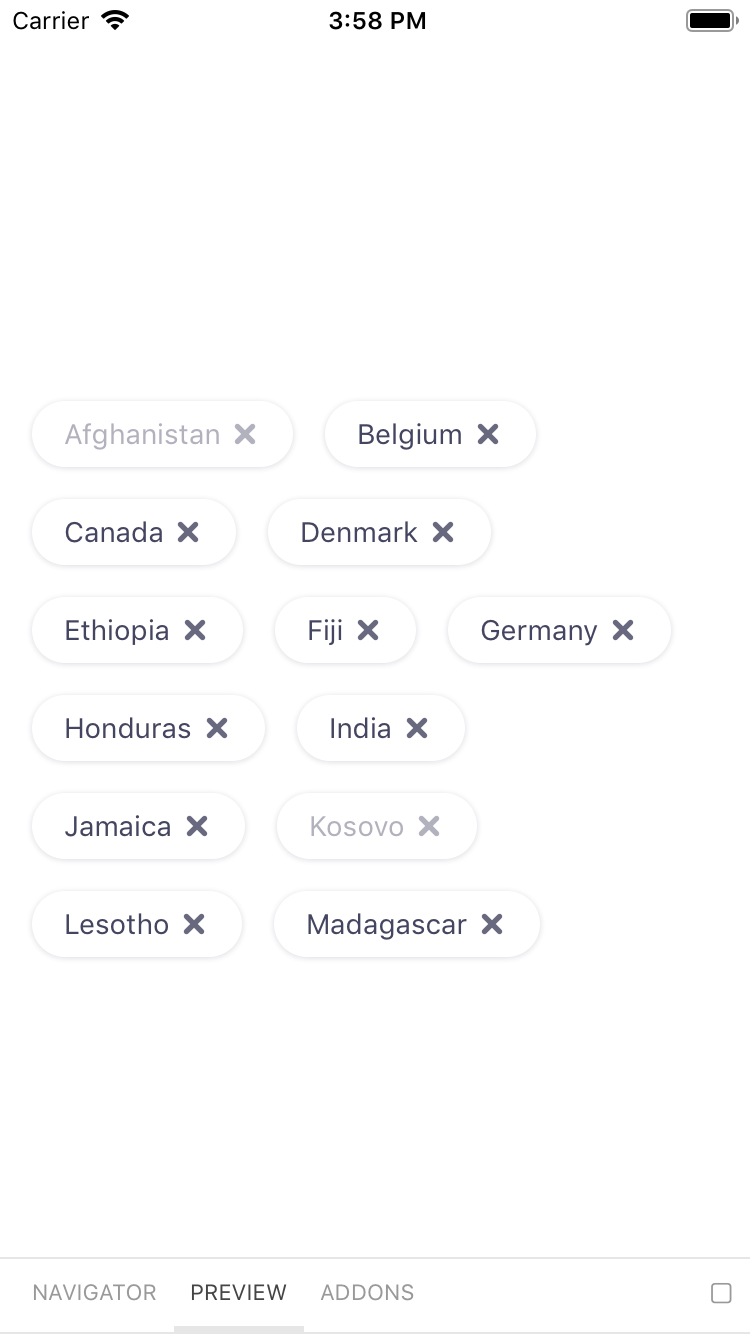 Carrier 3:58 PM
Afghanistan Belgium
Canada Denmark
Ethiopia Fiji Germany
Honduras India
Jamaica Kosovo
Lesotho Madagascar
NAVIGATOR PREVIEW ADDONS